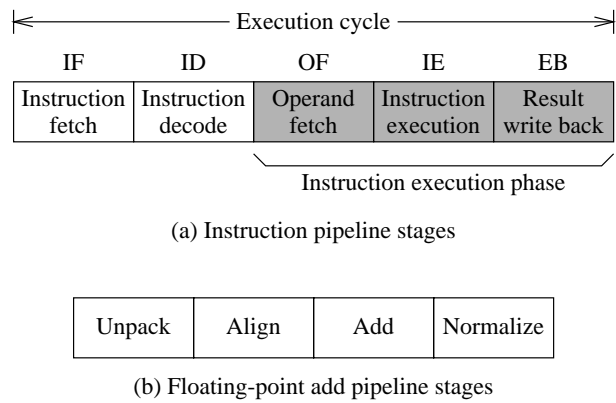 Execution cycle
IF ID OF IE EB
Instruction fetch
Instruction decode
Operand fetch
Instruction execution
Result write back
Instruction execution phase
(a) Instruction pipeline stages
Unpack Align Add Normalize
(b) Floating-point add pipeline stages